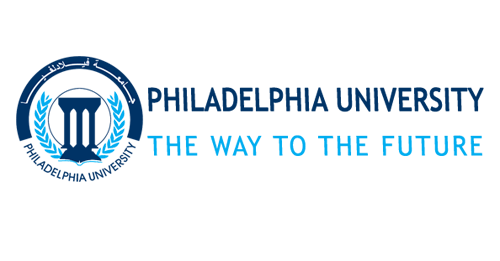 جامعة فيلادلفيا
PHILADELPHIA UNIVERSITY
PHILADELPHIA UNIVERSITY
THE WAY TO THE FUTURE